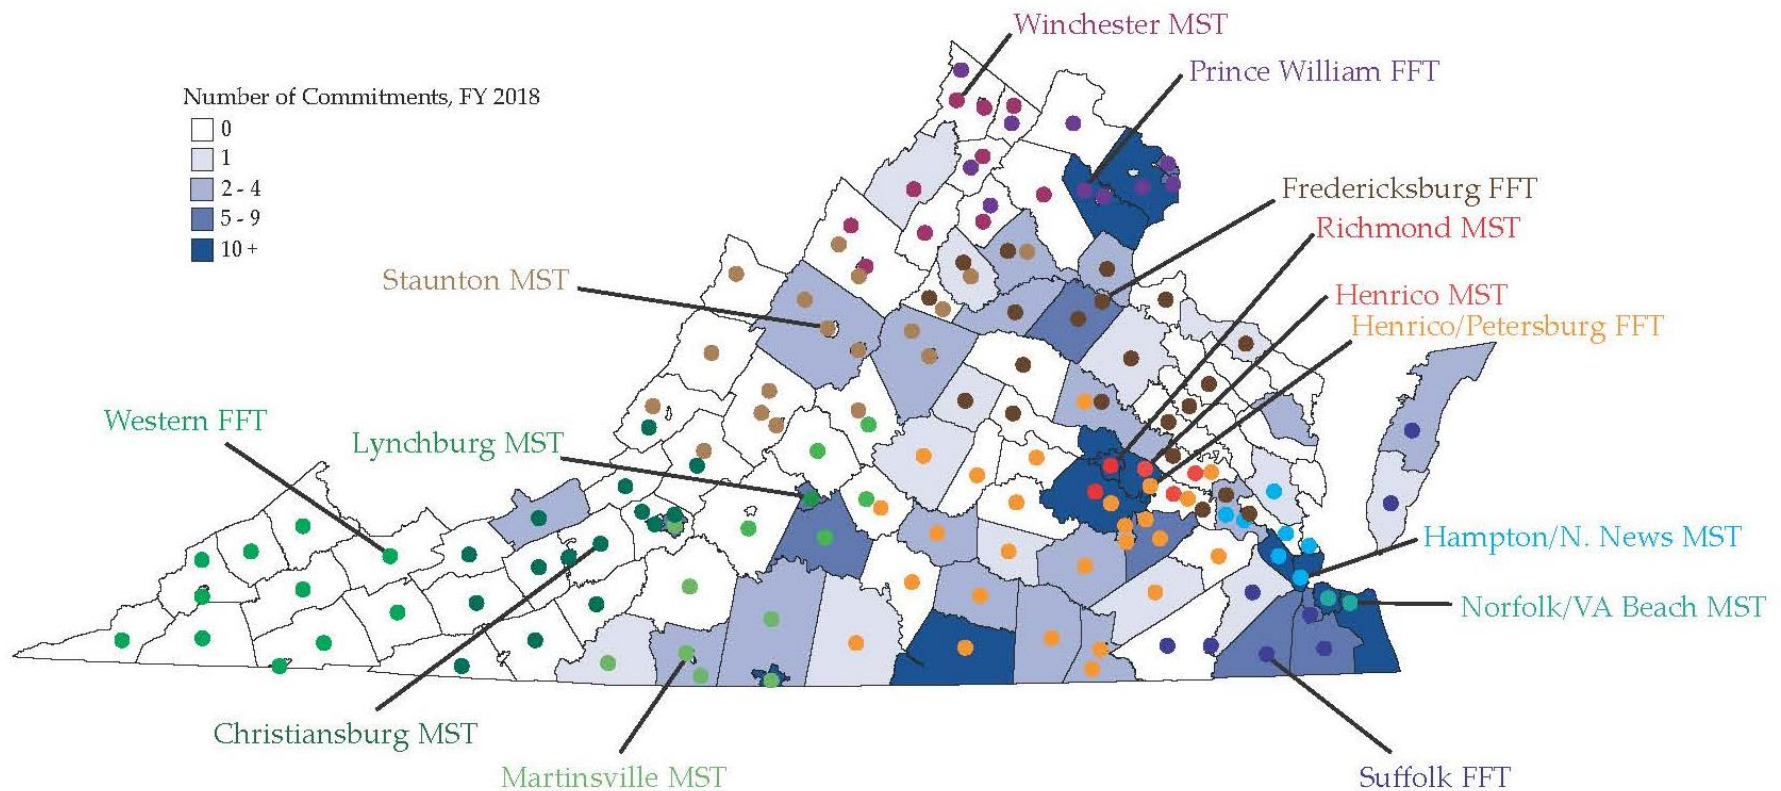 Winchester MST
Prince William FFT
Number of Commitments, FY 2018
0
1
2 - 4
5 - 9
10 +
Fredericksburg FFT
Richmond MST
Staunton MST
Henrico MST
Henrico/Petersburg FFT
Western FFT
Lynchburg MST
Hampton/N. News MST
Norfolk/VA Beach MST
Christiansburg MST
Martinsville MST
Suffolk FFT